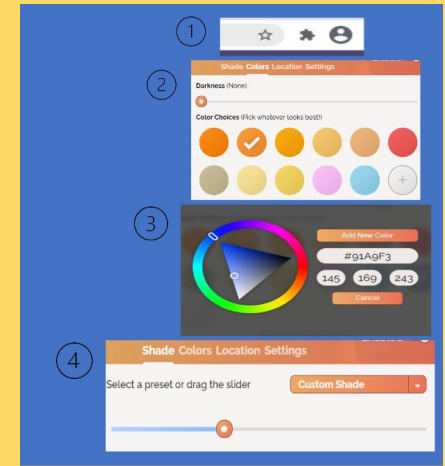 1
2
Shade Colors Location Settings
Darkness (None)
Color Choices (Pick whatever looks best!)
3
Add New Color
#91A9F3
145 169 243
Cancel
4
Shade Colors Location Settings
Select a preset or drag the slider
Custom Shade